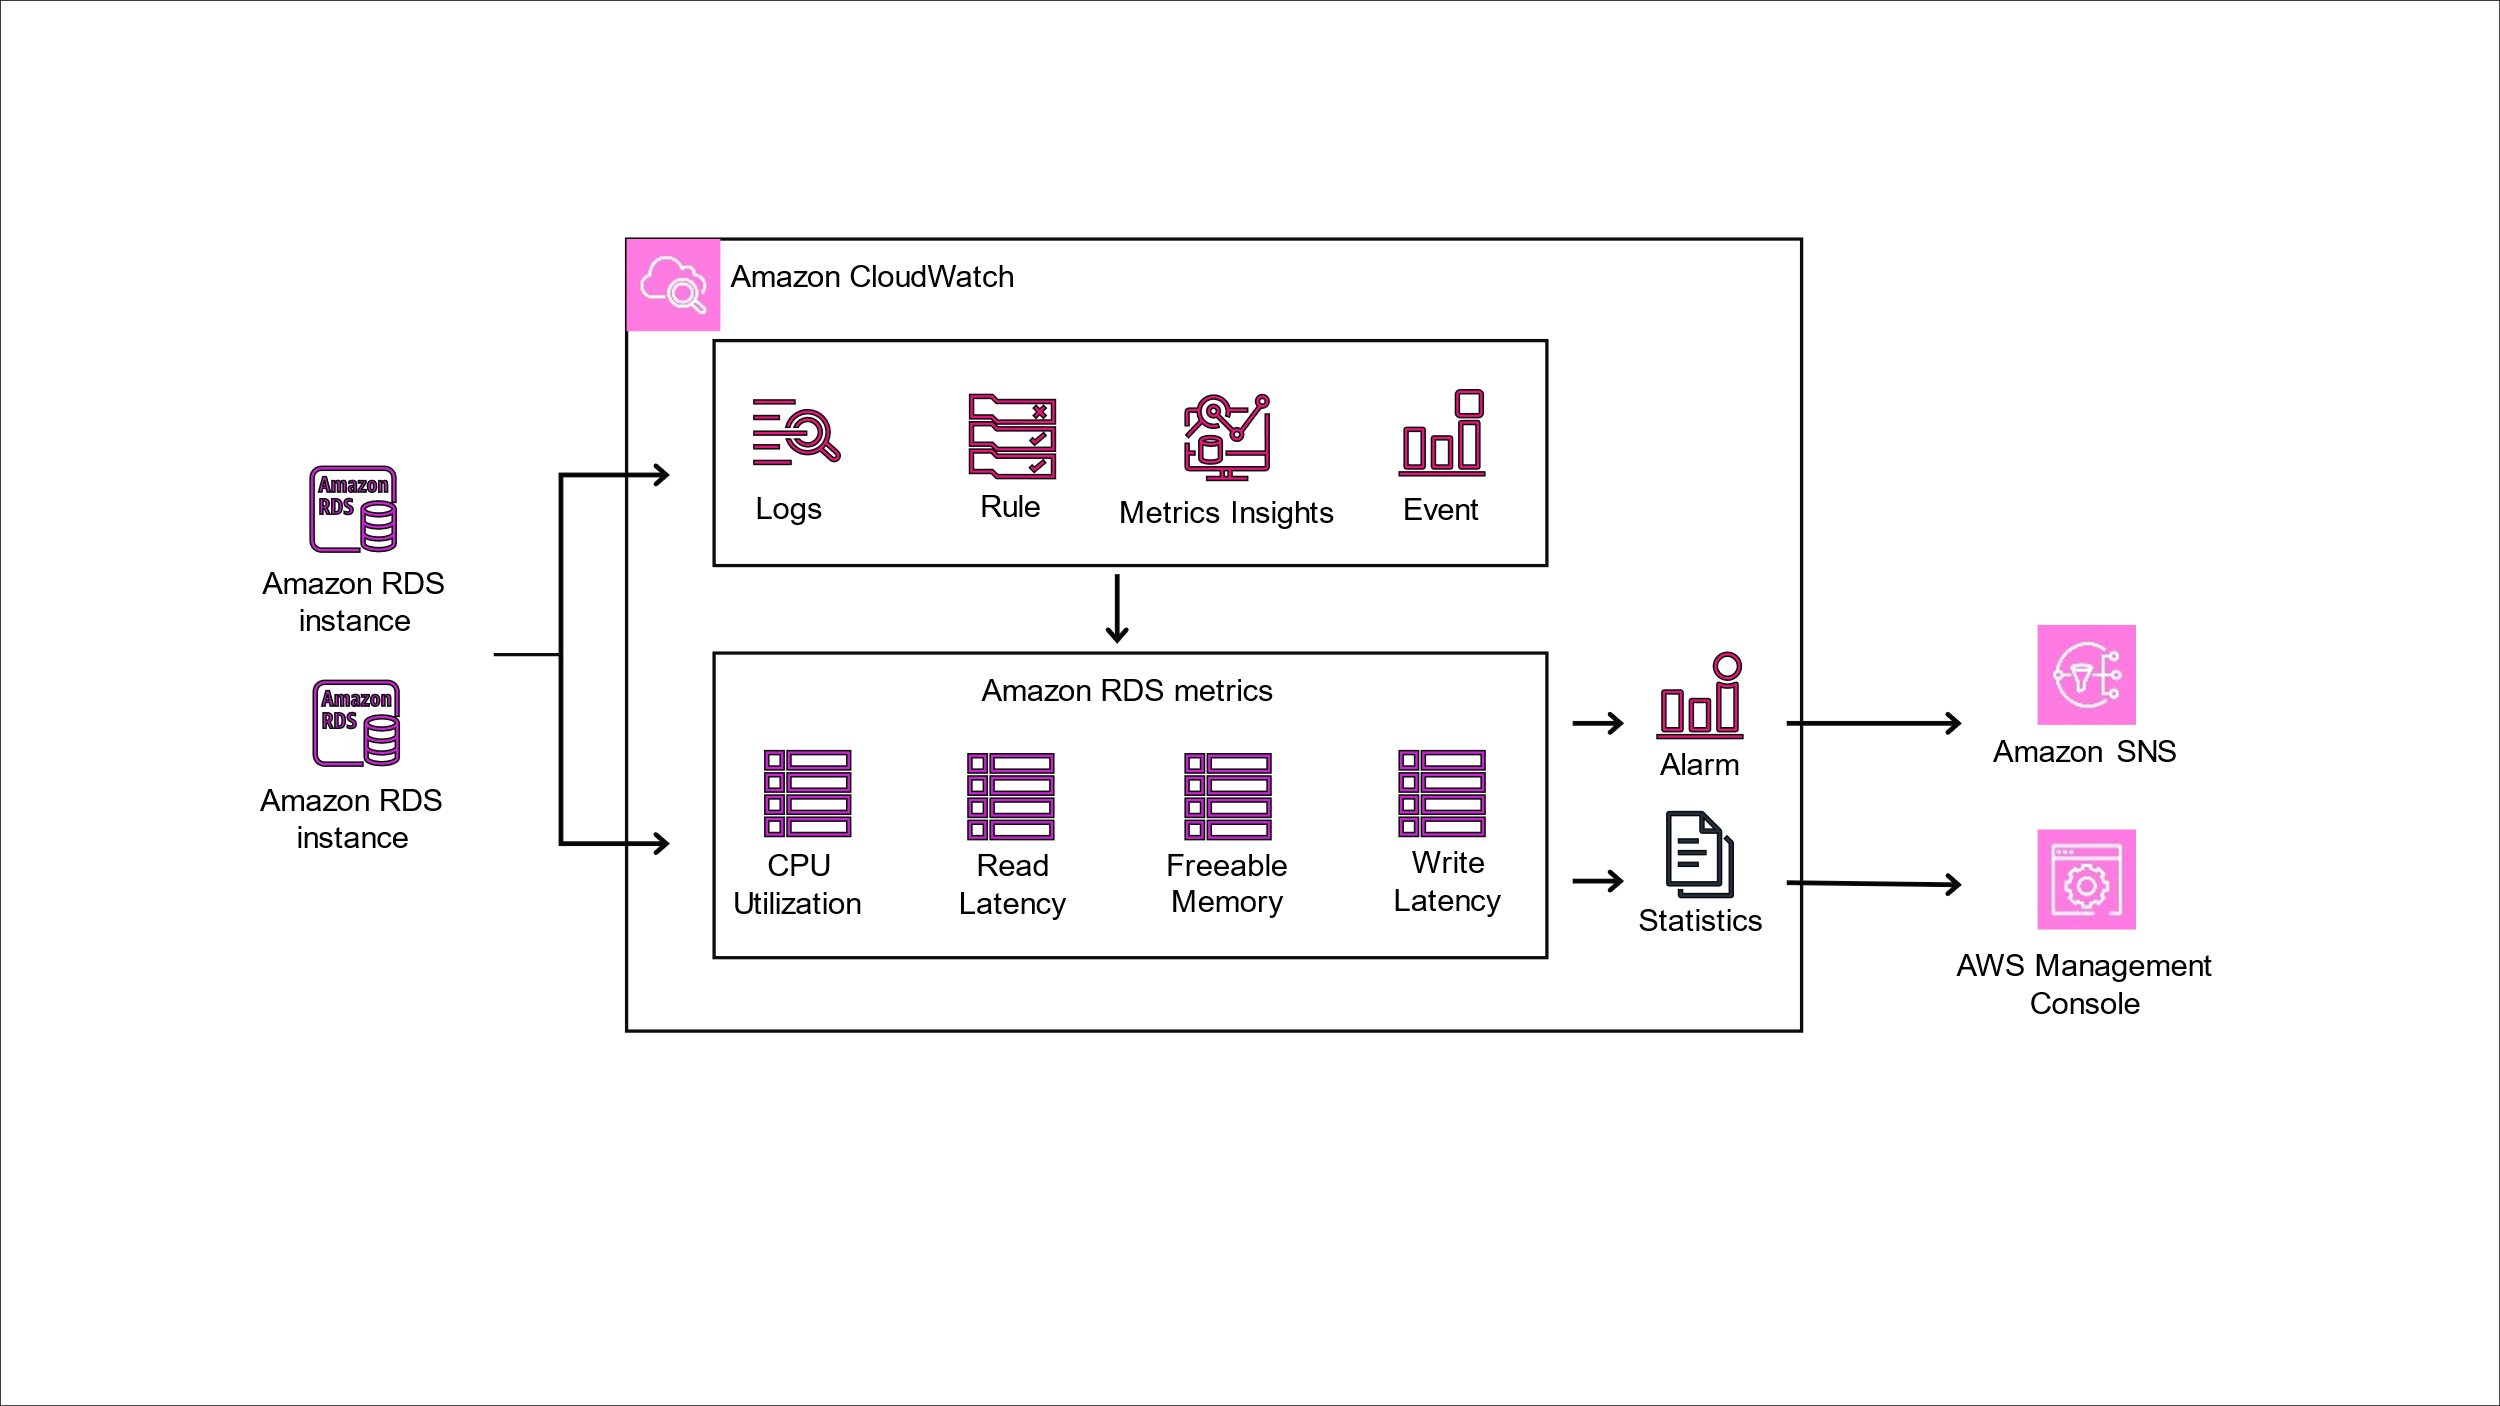 Amazon CloudWatch
Logs
Rule
Metrics Insights
Event
Amazon
RDS
Amazon RDS
instance
Amazon
RDS
Amazon RDS
instance
Amazon RDS metrics
CPU
Utilization
Read
Latency
Freeable
Memory
Write
Latency
Alarm
Statistics
Amazon SNS
AWS Management
Console